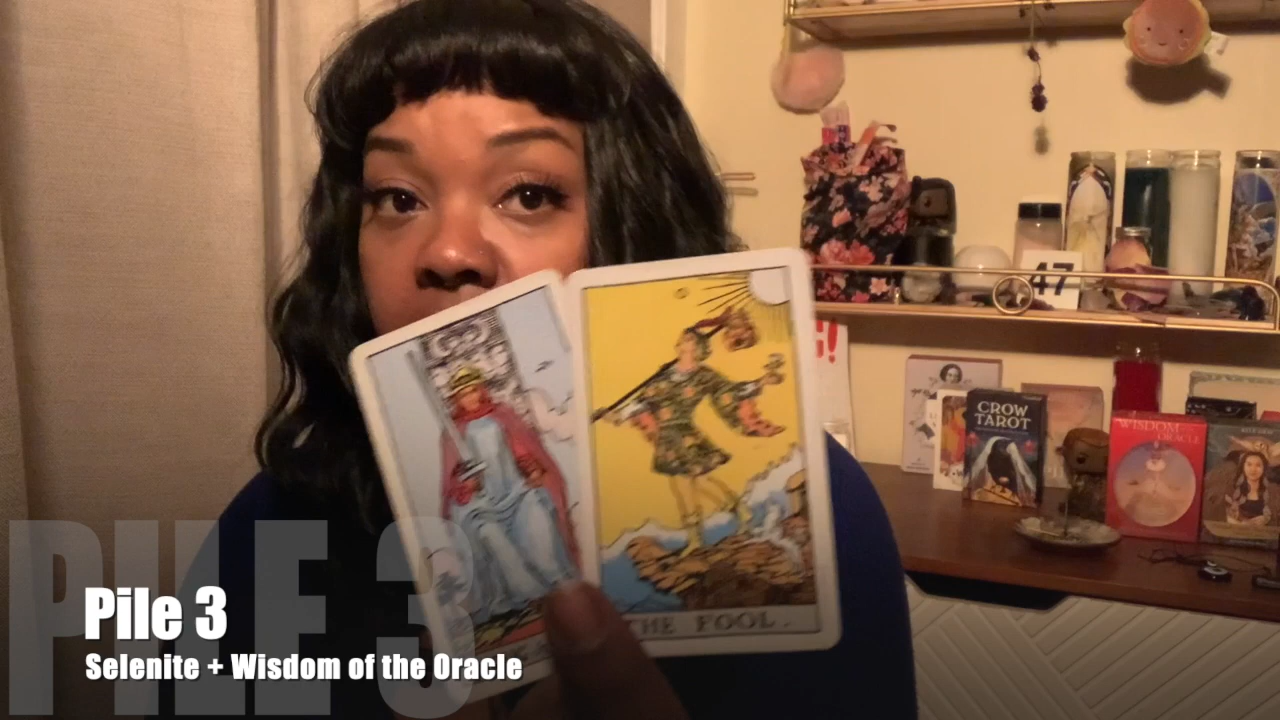 47
!
CROW
TAROT
WISDOM
ORACLE
THE FOOL.
PILE 3
Pile 3
Selenite + Wisdom of the Oracle